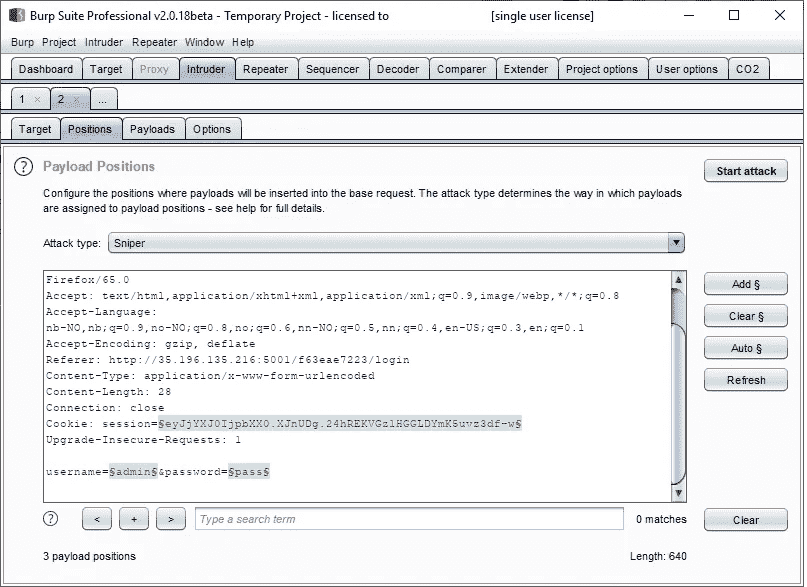 Burp Suite Professional v2.0.18beta - Temporary Project - licensed to [single user license]
Burp Project Intruder Repeater Window Help
Dashboard Target Proxy Intruder Repeater Sequencer Decoder Comparer Extender Project options User options CO2
1 × 2 × ...
Target Positions Payloads Options
? Payload Positions Start attack
Configure the positions where payloads will be inserted into the base request. The attack type determines the way in which payloads
are assigned to payload positions - see help for full details.
Attack type: Sniper
Firefox/65.0
Accept: text/html,application/xhtml+xml,application/xml;q=0.9,image/webp,*/*;q=0.8
Accept-Language:
nb-NO,nb;q=0.9,no-NO;q=0.8,no;q=0.6,nn-NO;q=0.5,nn;q=0.4,en-US;q=0.3,en;q=0.1
Accept-Encoding: gzip, deflate
Referer: http://35.196.135.216:5001/f63eae7223/login
Content-Type: application/x-www-form-urlencoded
Content-Length: 28
Connection: close
Cookie: session=§eyJjYXJ0IjpbXX0.XJnUDg.24hREKVGzlHGGLDYmK5uvz3df-w§
Upgrade-Insecure-Requests: 1
username=§admin§&password=§pass§
Add §
Clear §
Auto §
Refresh
? < + > Type a search term 0 matches Clear
3 payload positions Length: 640